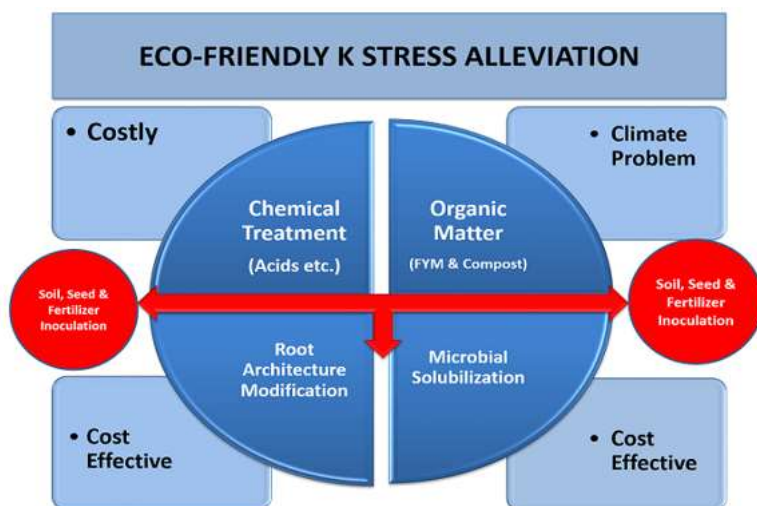 ECO-FRIENDLY K STRESS ALLEVIATION
• Costly
• Climate
Problem
Chemical
Treatment
(Acids etc.)
Organic
Matter
(FYM & Compost)
Soil, Seed &
Fertilizer
Inoculation
Soil, Seed &
Fertilizer
Inoculation
Root
Architecture
Modification
Microbial
Solubilization
• Cost
Effective
• Cost
Effective